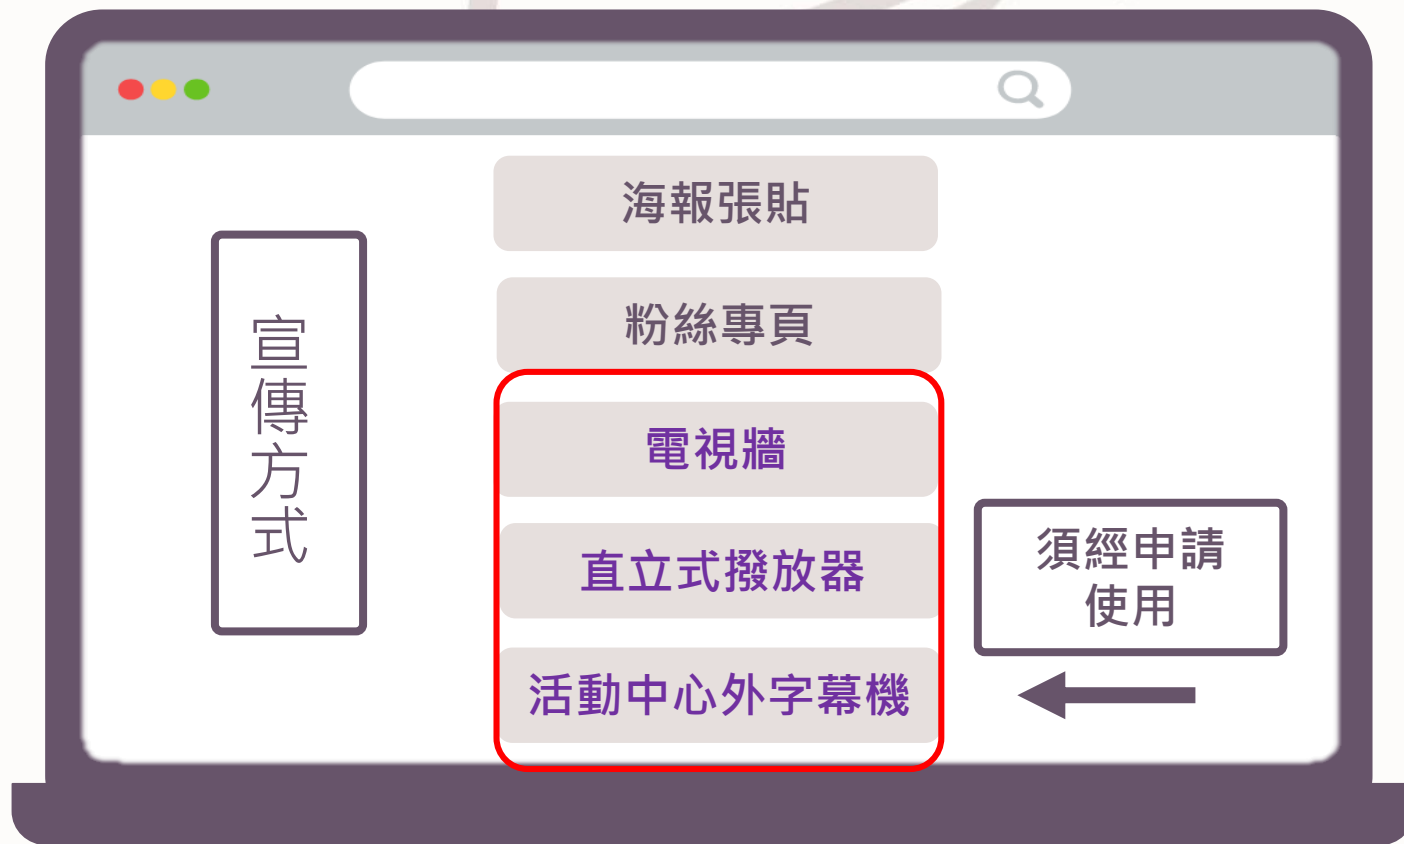 宣傳方式
海報張貼
粉絲專頁
電視牆
直立式撥放器
活動中心外字幕機
須經申請
使用